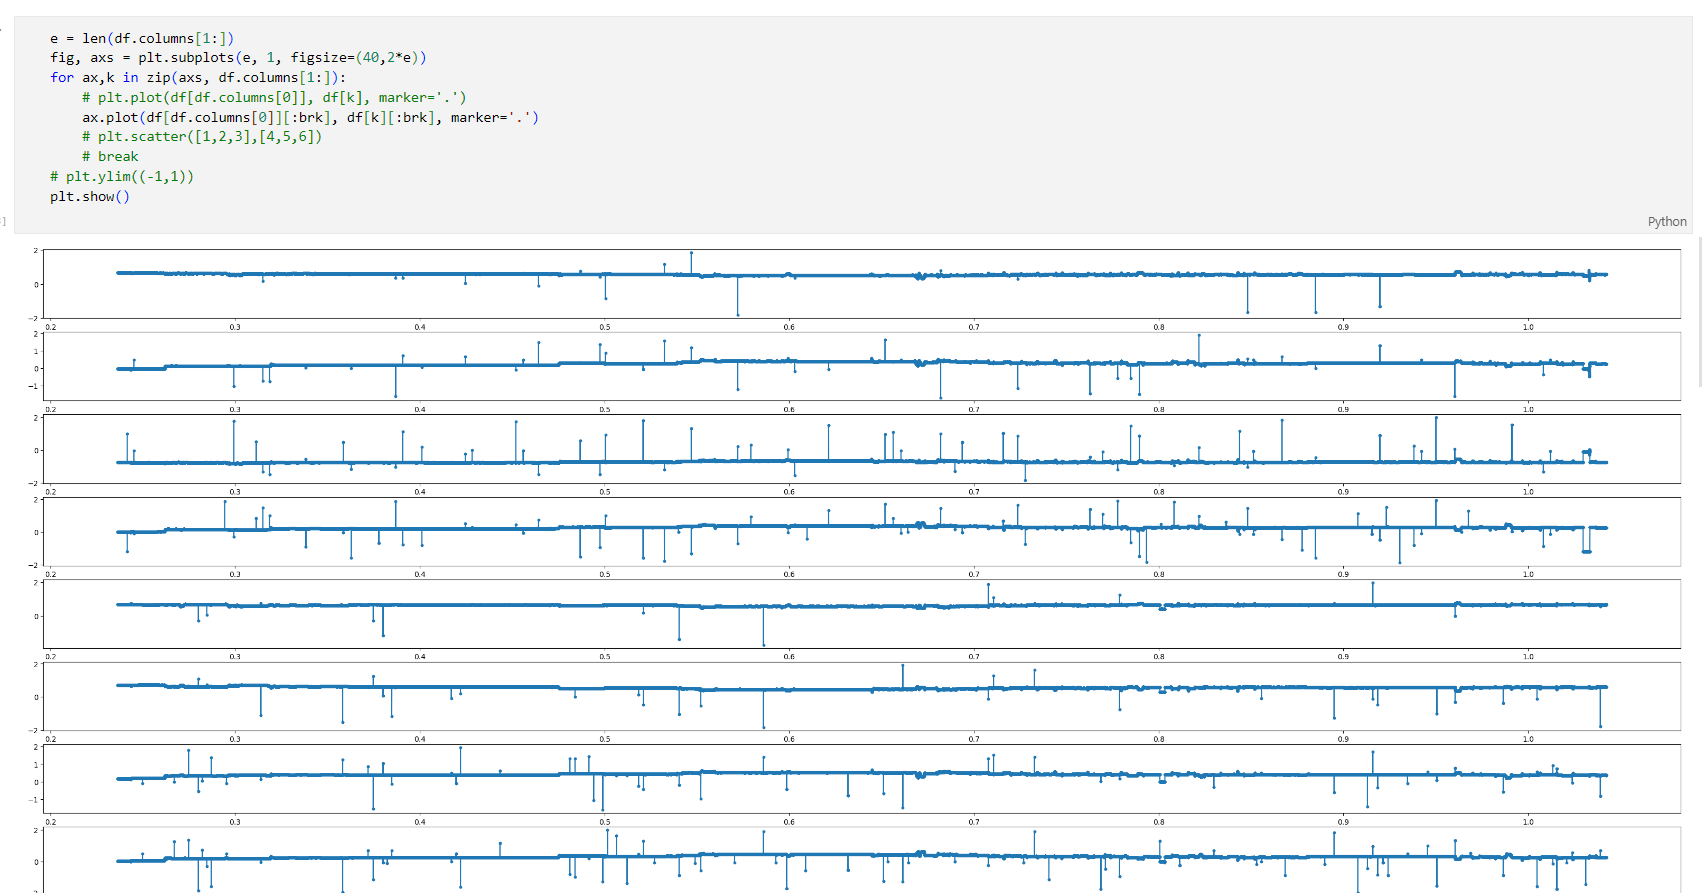 e = len(df.columns[1:])
fig, axs = plt.subplots(e, 1, figsize=(40,2*e))
for ax,k in zip(axs, df.columns[1:]):
# plt.plot(df[df.columns[0]], df[k], marker='.')
ax.plot(df[df.columns[0]][:brk], df[k][:brk], marker='.')
# plt.scatter([1,2,3],[4,5,6])
# break
# plt.ylim((-1,1))
plt.show()
]
Python
2
0
−2
0.2 0.3 0.4 0.5 0.6 0.7 0.8 0.9 1.0
2
1
0
−1
0.2 0.3 0.4 0.5 0.6 0.7 0.8 0.9 1.0
2
0
−2
0.2 0.3 0.4 0.5 0.6 0.7 0.8 0.9 1.0
2
0
−2
0.2 0.3 0.4 0.5 0.6 0.7 0.8 0.9 1.0
2
0
0.2 0.3 0.4 0.5 0.6 0.7 0.8 0.9 1.0
2
0
−2
0.2 0.3 0.4 0.5 0.6 0.7 0.8 0.9 1.0
2
1
0
−1
0.2 0.3 0.4 0.5 0.6 0.7 0.8 0.9 1.0
2
0